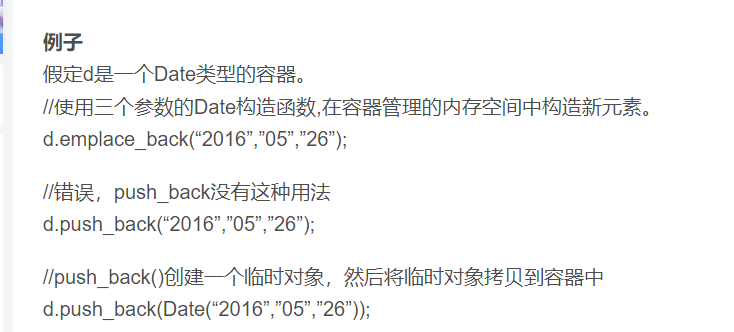 例子
假定d是一个Date类型的容器。
//使用三个参数的Date构造函数,在容器管理的内存空间中构造新元素。
d.emplace_back(“2016”,”05”,”26”);
//错误，push_back没有这种用法
d.push_back(“2016”,”05”,”26”);
//push_back()创建一个临时对象，然后将临时对象拷贝到容器中
d.push_back(Date(“2016”,”05”,”26”));